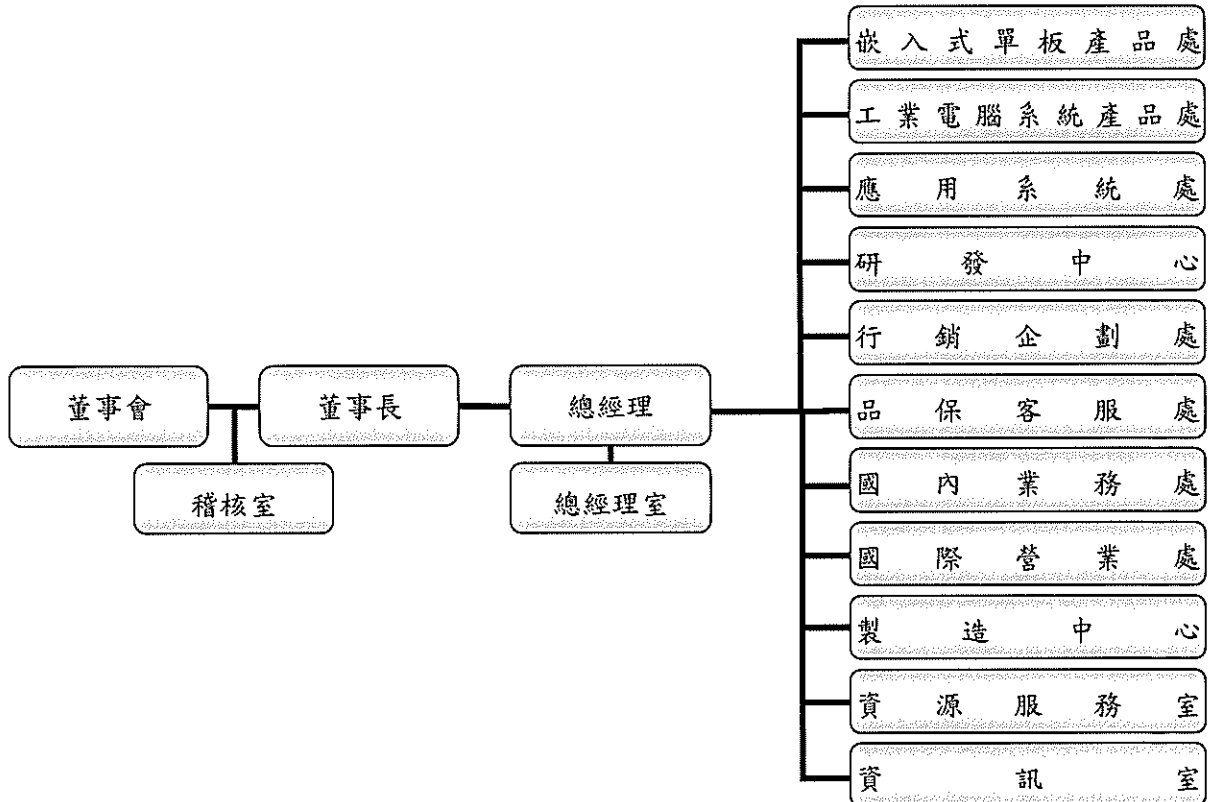 董事會
稽核室
董事長
總經理
總經理室
嵌入式單板產品處
工業電腦系統產品處
應用系統處
研發中心
行銷企劃處
品保客服處
國內業務處
國際營業處
製造中心
資源服務室
資訊室